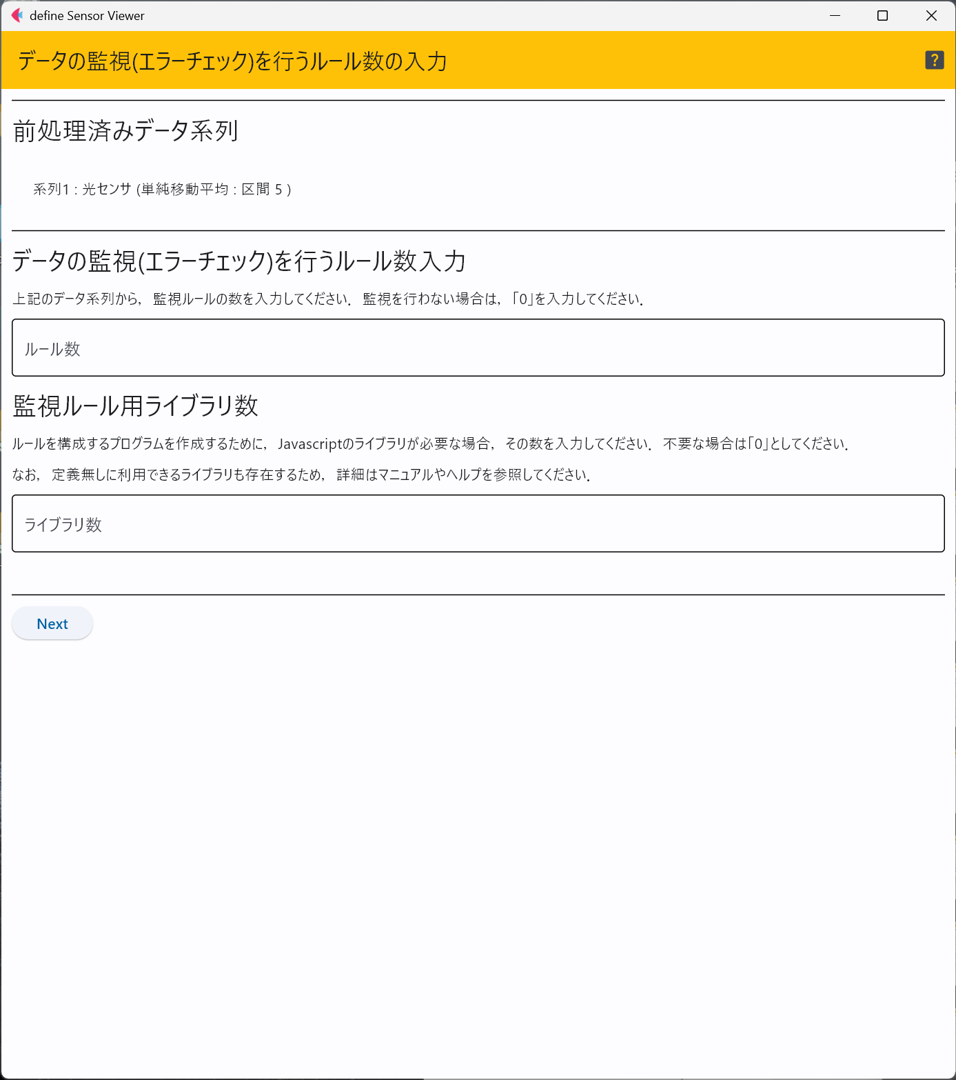 define Sensor Viewer
データの監視(エラーチェック)を行うルール数の入力
?
前処理済みデータ系列
系列1 : 光センサ (単純移動平均 : 区間 5 )
データの監視(エラーチェック)を行うルール数入力
上記のデータ系列から，監視ルールの数を入力してください．監視を行わない場合は，「0」を入力してください．
ルール数
監視ルール用ライブラリ数
ルールを構成するプログラムを作成するために，Javascriptのライブラリが必要な場合，その数を入力してください．不要な場合は「0」としてください．
なお，定義無しに利用できるライブラリも存在するため，詳細はマニュアルやヘルプを参照してください．
ライブラリ数
Next